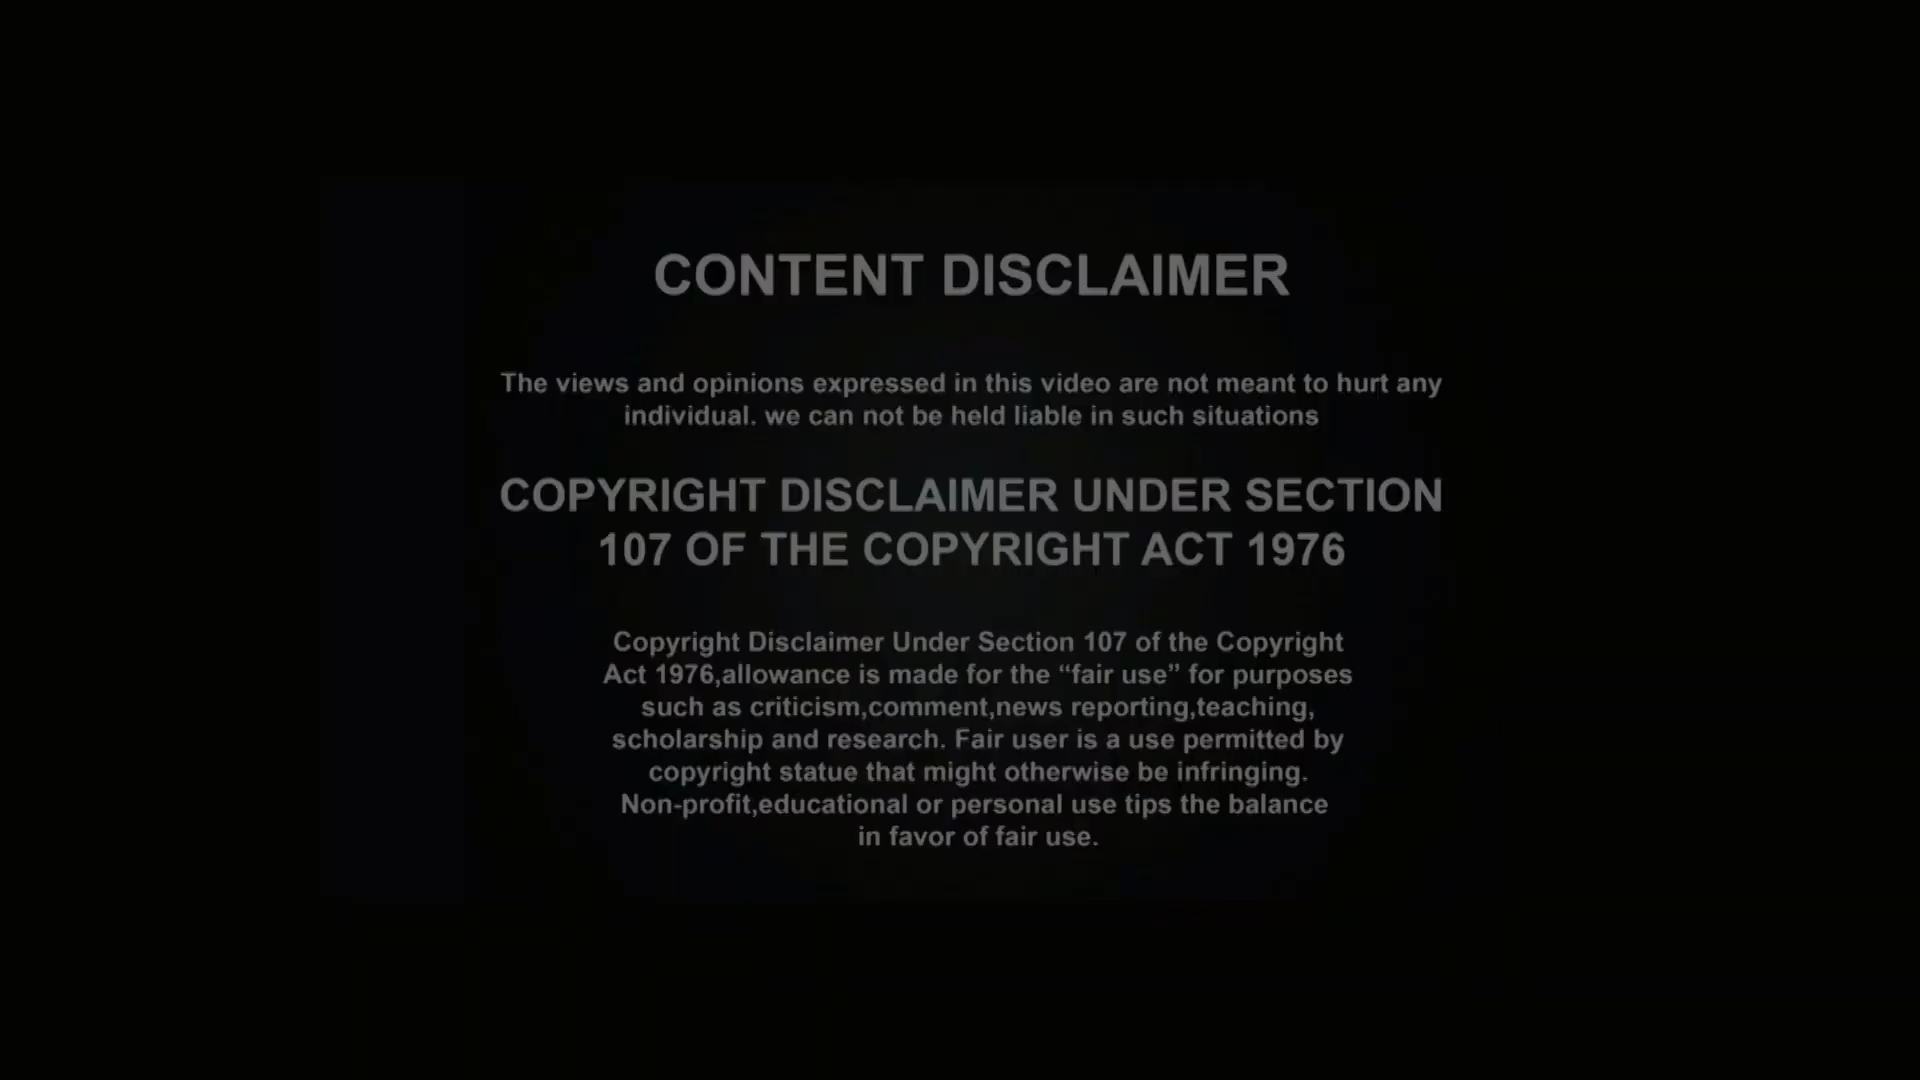 CONTENT DISCLAIMER
The views and opinions expressed in this video are not meant to hurt any
individual. we can not be held liable in such situations
COPYRIGHT DISCLAIMER UNDER SECTION
107 OF THE COPYRIGHT ACT 1976
Copyright Disclaimer Under Section 107 of the Copyright
Act 1976,allowance is made for the “fair use” for purposes
such as criticism,comment,news reporting,teaching,
scholarship and research. Fair user is a use permitted by
copyright statue that might otherwise be infringing.
Non-profit,educational or personal use tips the balance
in favor of fair use.